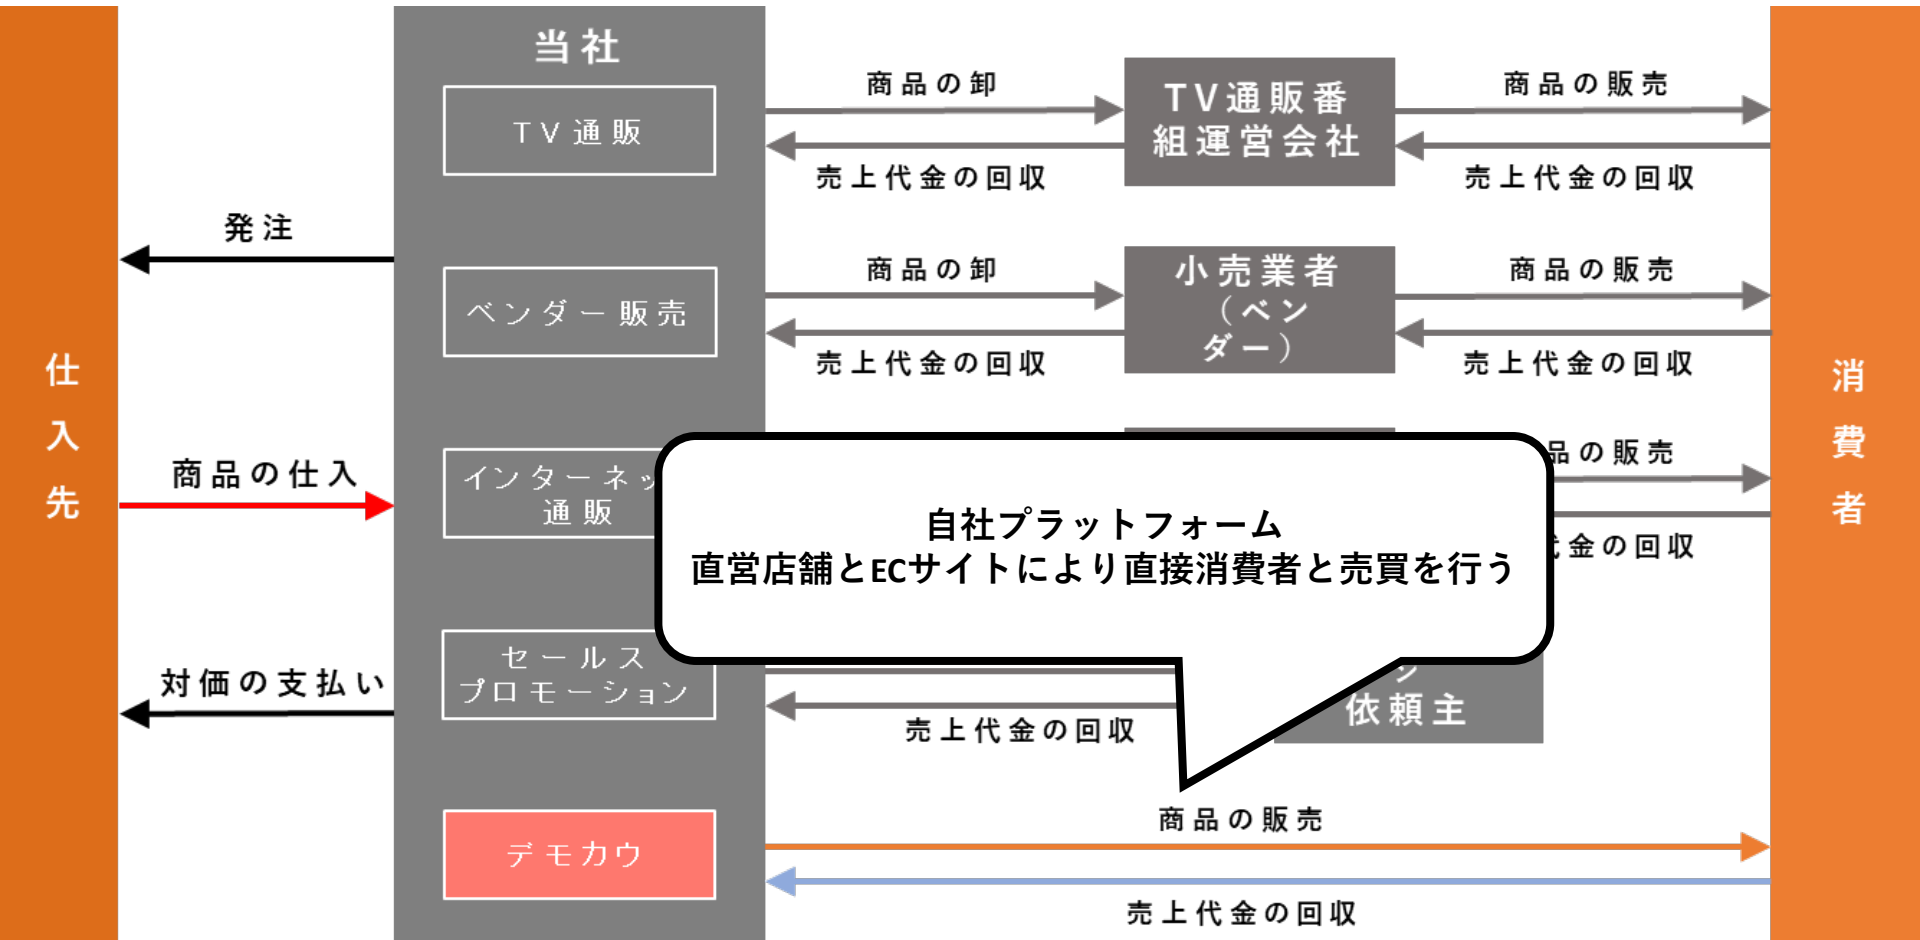 仕入先
発注
商品の仕入
対価の支払い
当社
TV通販
ベンダー販売
インターネッ
通販
セールス
プロモーション
デモカウ
商品の卸
売上代金の回収
TV通販番
組運営会社
商品の販売
売上代金の回収
商品の卸
売上代金の回収
小売業者
(ベン
ダー)
商品の販売
売上代金の回収
品の販売
金の回収
自社プラットフォーム
直営店舗とECサイトにより直接消費者と売買を行う
売上代金の回収
依頼主
商品の販売
売上代金の回収
消費者